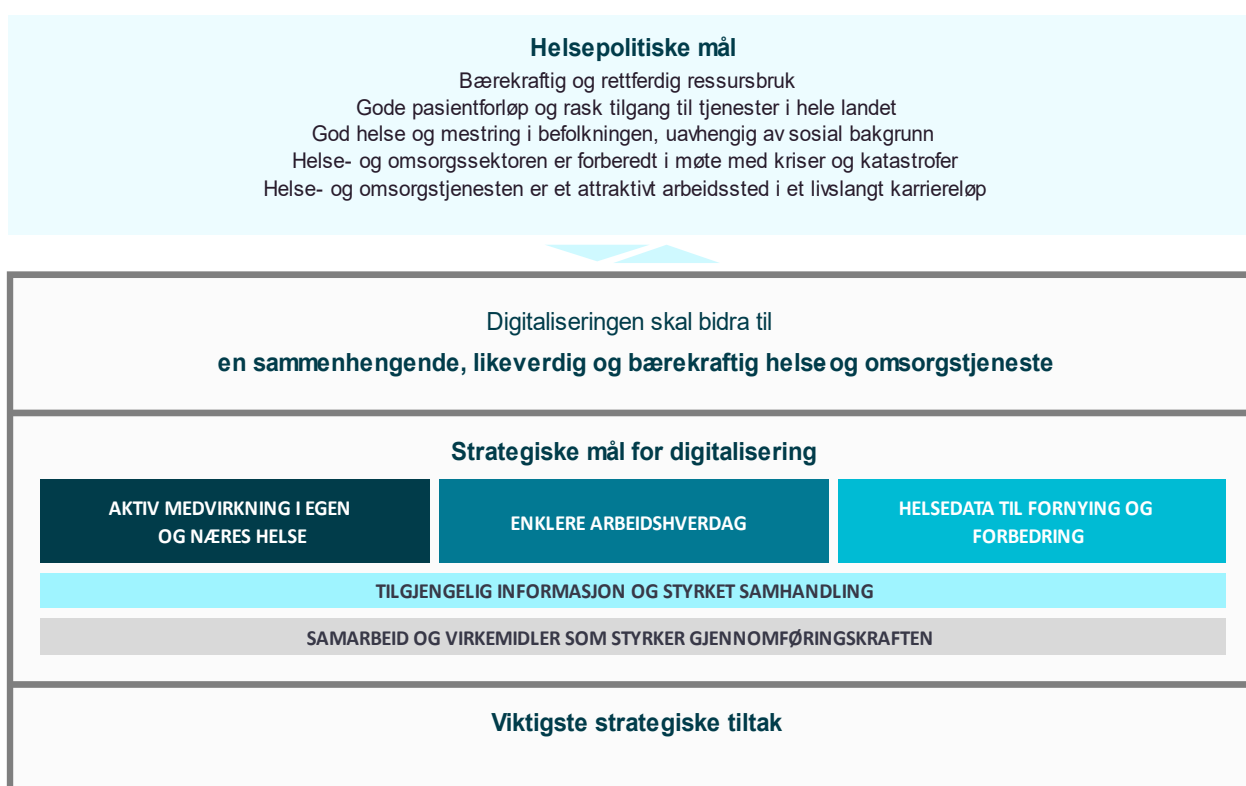 Helsepolitiske mål
Bærekraftig og rettferdig ressursbruk
Gode pasientforløp og rask tilgang til tjenester i hele landet
God helse og mestring i befolkningen, uavhengig av sosial bakgrunn
Helse- og omsorgssektoren er forberedt i møte med kriser og katastrofer
Helse- og omsorgstjenesten er et attraktivt arbeidssted i et livslangt karriereløp
Digitaliseringen skal bidra til
en sammenhengende, likeverdig og bærekraftig helse og omsorgstjeneste
Strategiske mål for digitalisering
AKTIV MEDVIRKNING I EGEN
OG NÆRES HELSE
ENKLERE ARBEIDSHVERDAG
HELSEDATA TIL FORNYING OG
FORBEDRING
TILGJENGELIG INFORMASJON OG STYRKET SAMHANDLING
SAMARBEID OG VIRKEMIDLER SOM STYRKER GJENNOMFØRINGSKRAFTEN
Viktigste strategiske tiltak